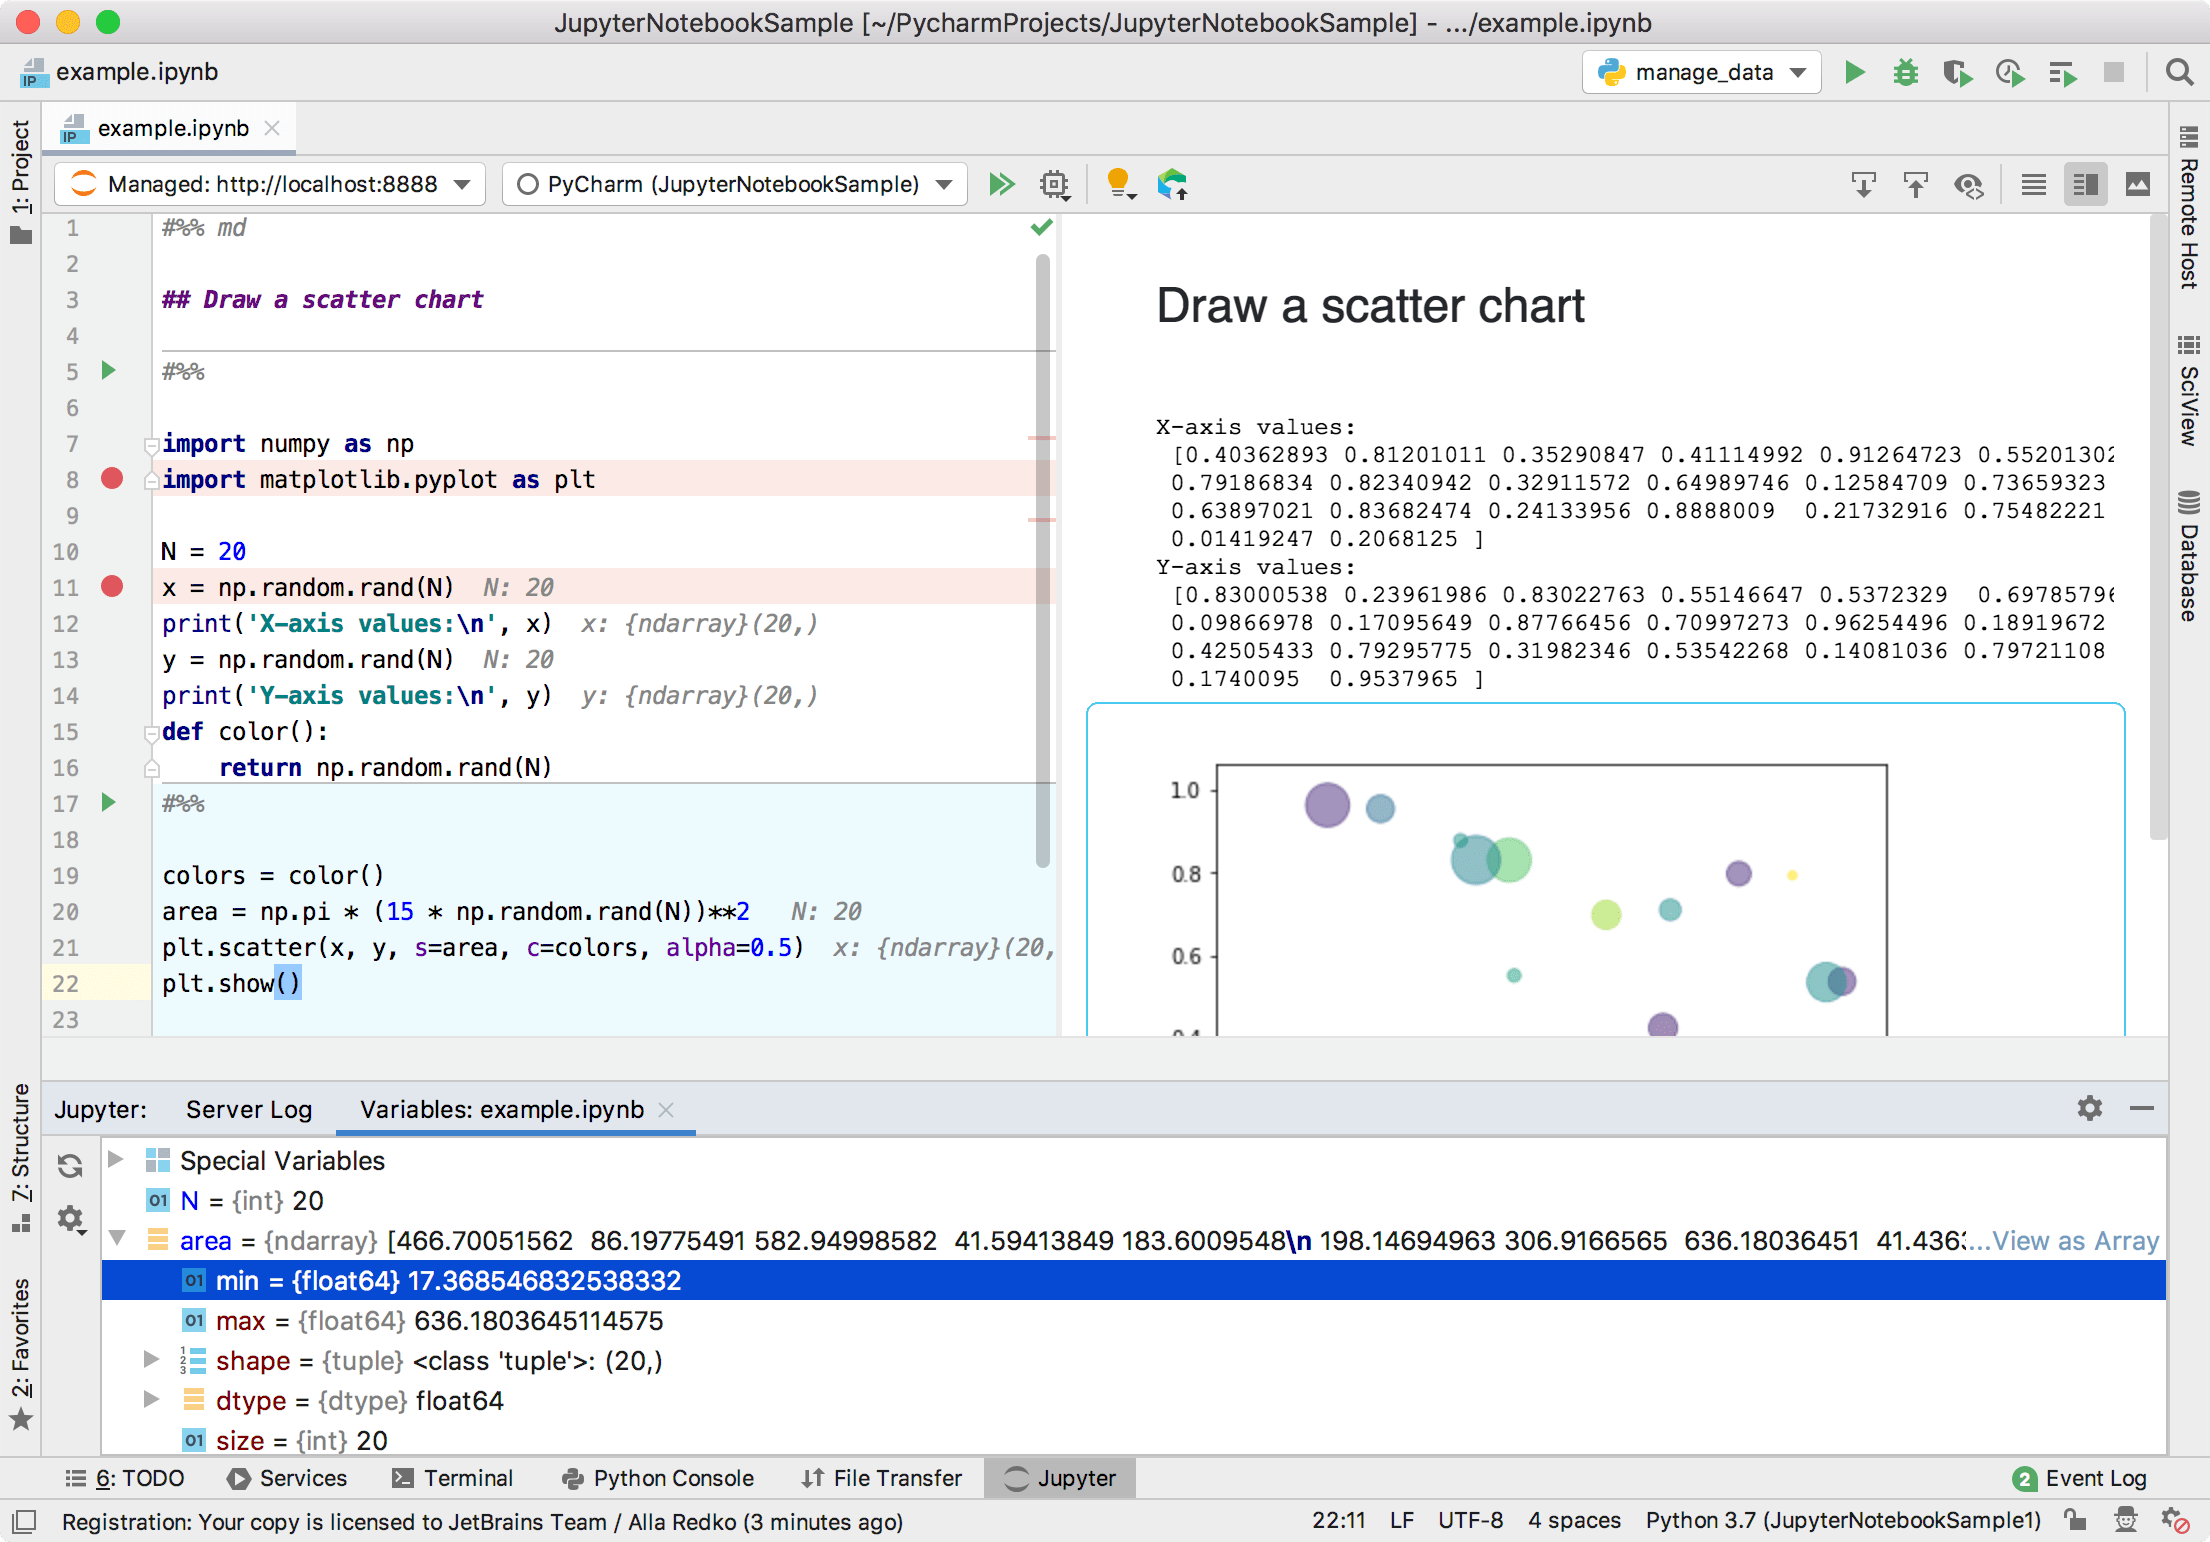 JupyterNotebookSample [~/PycharmProjects/JupyterNotebookSample] - .../example.ipynb
IP example.ipynb
manage_data
IP example.ipynb
1: Project
Managed: http://localhost:8888
PyCharm (JupyterNotebookSample)
1 #%% md
2
3 ## Draw a scatter chart
4
5 #%%
6
7 import numpy as np
8 import matplotlib.pyplot as plt
9
10 N = 20
11 x = np.random.rand(N) N: 20
12 print('X-axis values:\n', x) x: {ndarray}(20,)
13 y = np.random.rand(N) N: 20
14 print('Y-axis values:\n', y) y: {ndarray}(20,)
15 def color():
16 return np.random.rand(N)
17 #%%
18
19 colors = color()
20 area = np.pi * (15 * np.random.rand(N))**2 N: 20
21 plt.scatter(x, y, s=area, c=colors, alpha=0.5) x: {ndarray}(20,
22 plt.show()
23
Draw a scatter chart
X-axis values:
[0.40362893 0.81201011 0.35290847 0.41114992 0.91264723 0.55201302
0.79186834 0.82340942 0.32911572 0.64989746 0.12584709 0.73659323
0.63897021 0.83682474 0.24133956 0.8888009 0.21732916 0.75482221
0.01419247 0.2068125 ]
Y-axis values:
[0.83000538 0.23961986 0.83022763 0.55146647 0.5372329 0.69785796
0.09866978 0.17095649 0.87766456 0.70997273 0.96254496 0.18919672
0.42505433 0.79295775 0.31982346 0.53542268 0.14081036 0.79721108
0.1740095 0.9537965 ]
1.0
0.8
0.6
0.4
Remote Host
SciView
Database
7: Structure
2: Favorites
Jupyter:
Server Log
Variables: example.ipynb
Special Variables
01 N = {int} 20
area = {ndarray} [466.70051562 86.19775491 582.94998582 41.59413849 183.6009548\n 198.14694963 306.9166565 636.18036451 41.436...View as Array
01 min = {float64} 17.368546832538332
01 max = {float64} 636.1803645114575
123 shape = {tuple} <class 'tuple'>: (20,)
dtype = {dtype} float64
01 size = {int} 20
6: TODO
Services
Terminal
Python Console
File Transfer
Jupyter
2 Event Log
Registration: Your copy is licensed to JetBrains Team / Alla Redko (3 minutes ago)
22:11 LF UTF-8 4 spaces Python 3.7 (JupyterNotebookSample1)